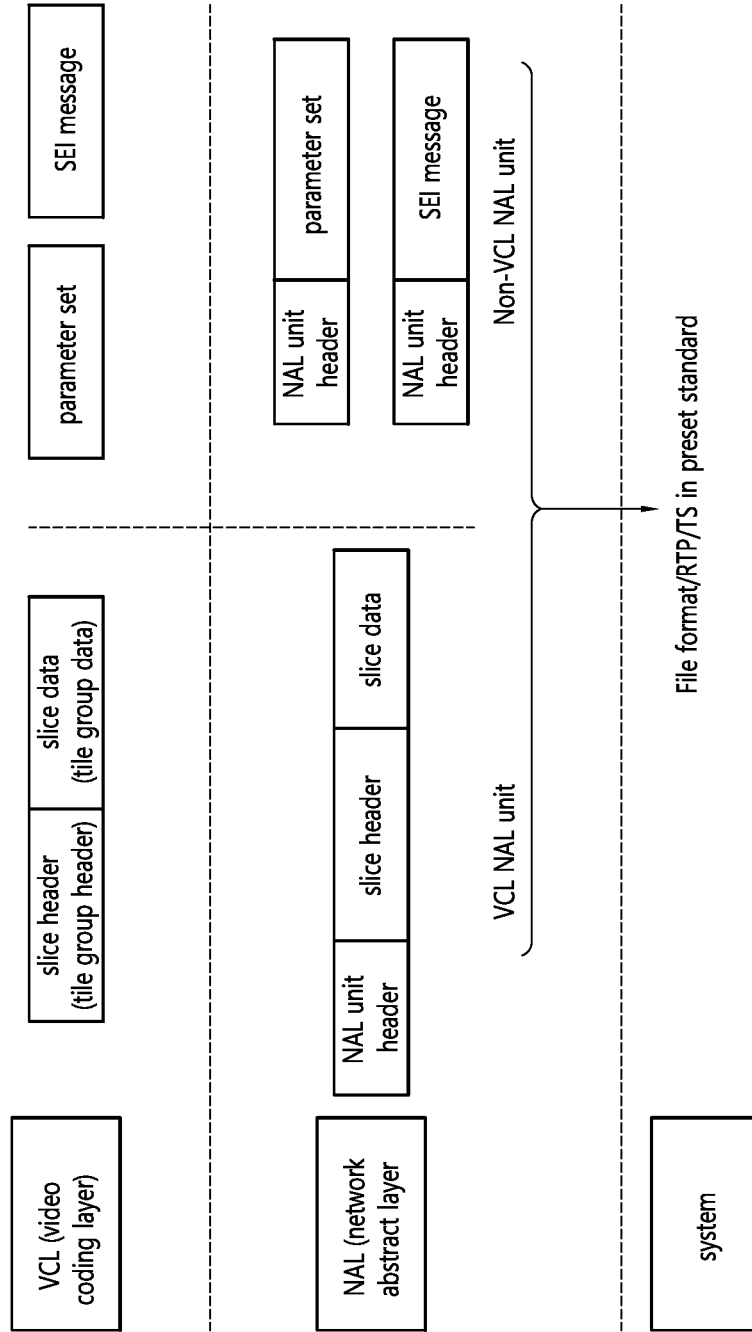 VCL (video
coding layer)
slice header
(tile group header)
slice data
(tile group data)
parameter set
SEI message
NAL (network
abstract layer
NAL unit
header
slice header
slice data
NAL unit
header
parameter set
NAL unit
header
SEI message
VCL NAL unit
Non-VCL NAL unit
system
File format/RTP/TS in preset standard